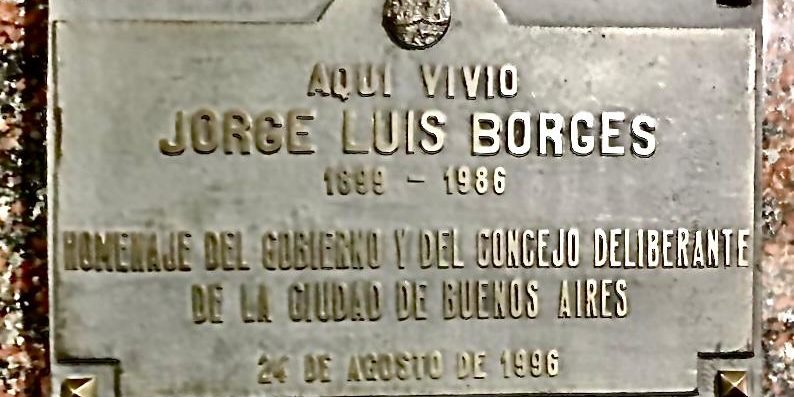 AQUI VIVIO
JORGE LUIS BORGES
1899 - 1986
HOMENAJE DEL GOBIERNO Y DEL CONCEJO DELIBERANTE
DE LA CIUDAD DE BUENOS AIRES
24 DE AGOSTO DE 1996